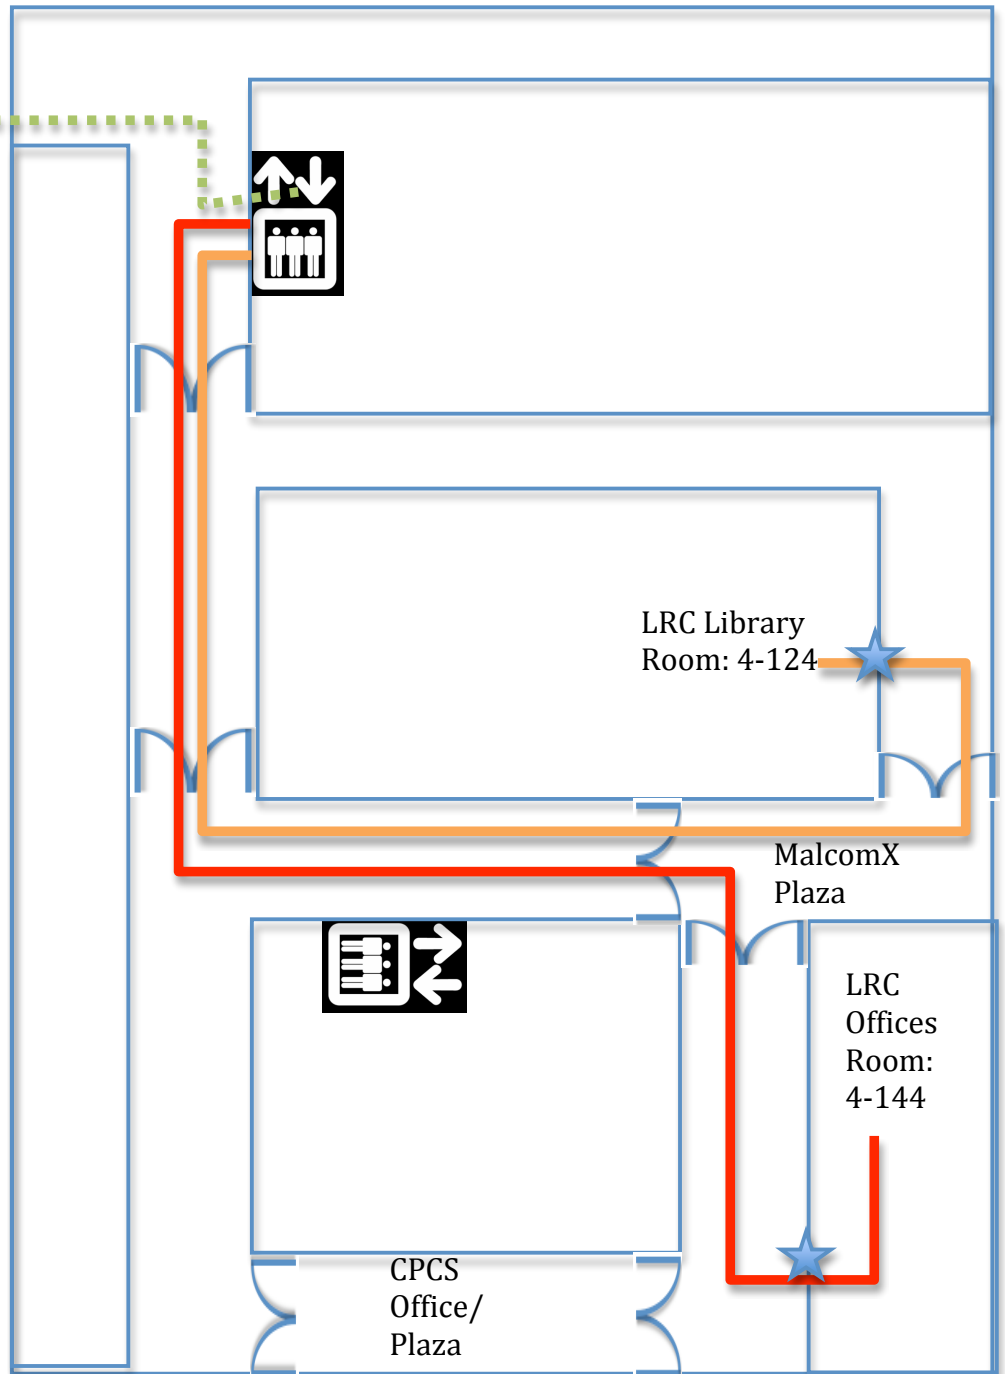 LRC Library
Room: 4-124
MalcomX
Plaza
LRC
Offices
Room:
4-144
CPCS
Office/
Plaza